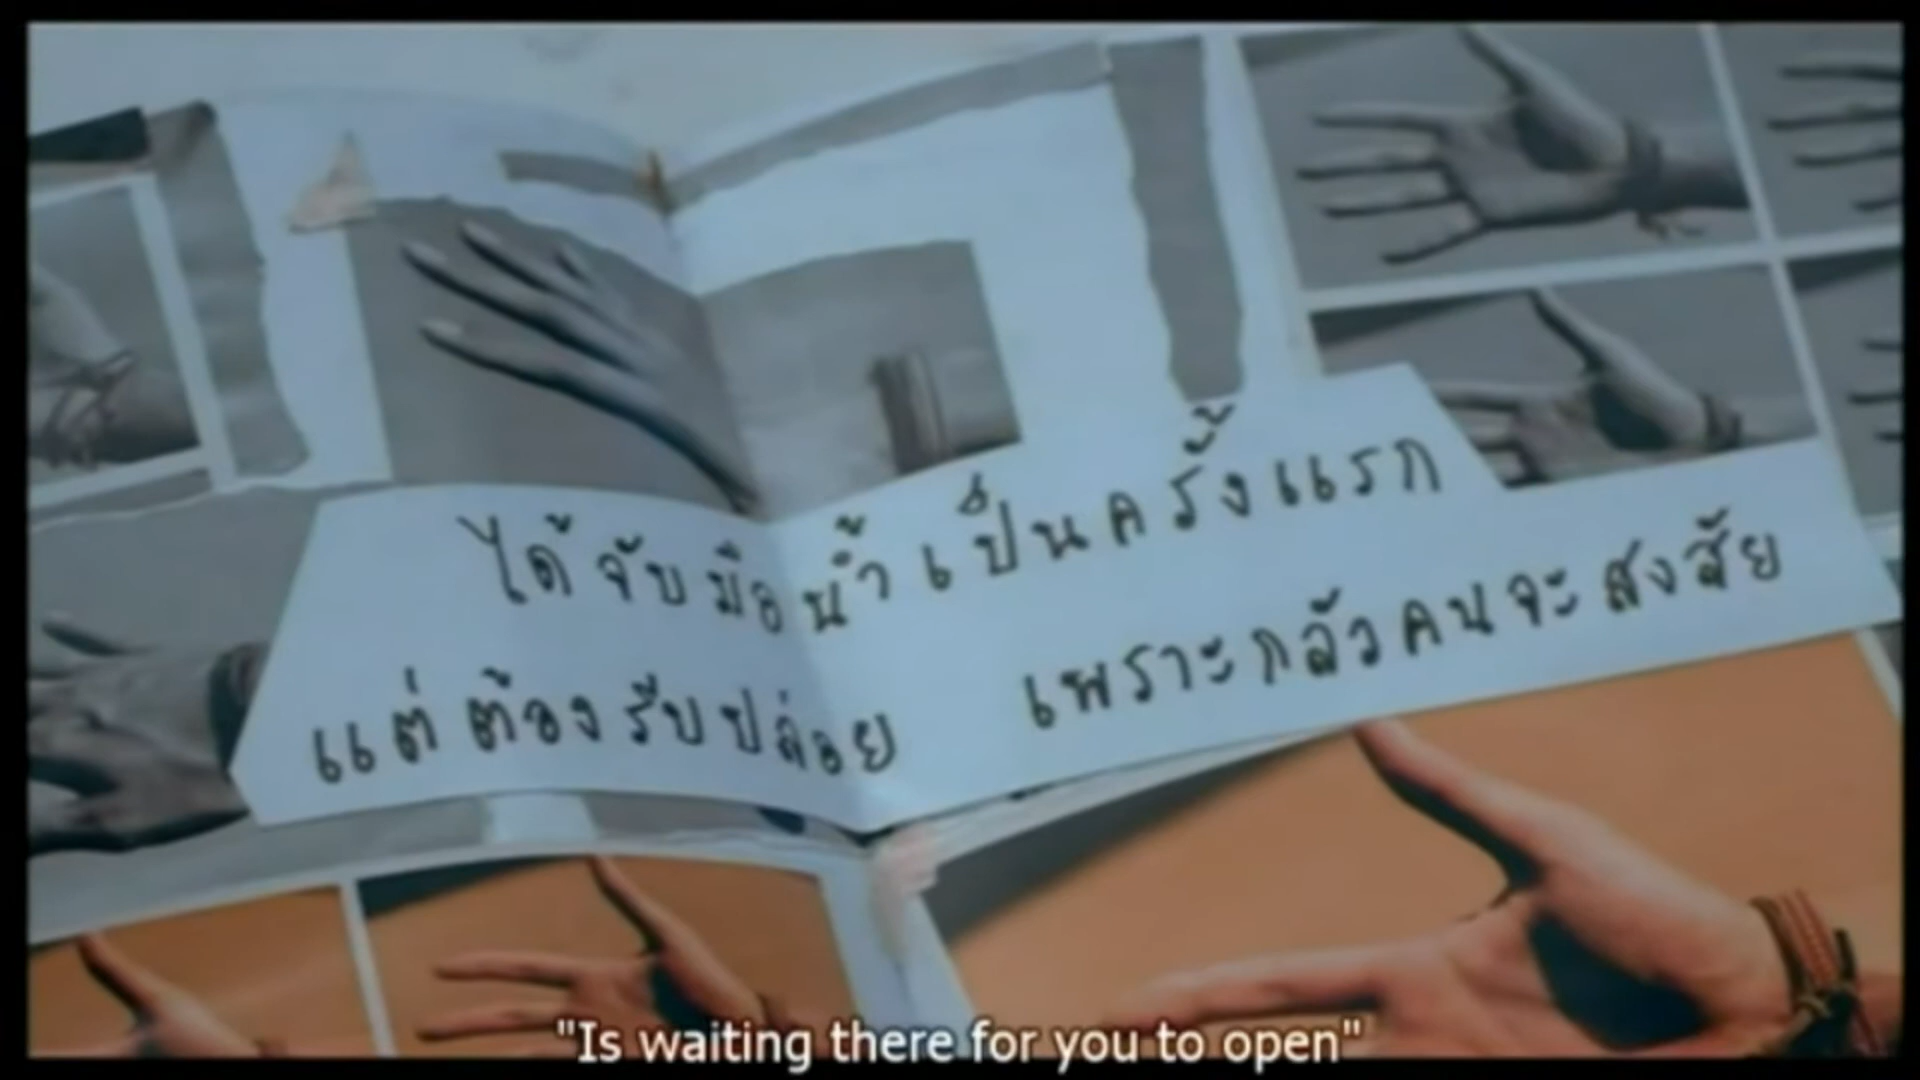 ได้จับมือน้ำเป็นครั้งแรก
แต่ต้องรีบปล่อย เพราะกลัวคนจะสงสัย
"Is waiting there for you to open"